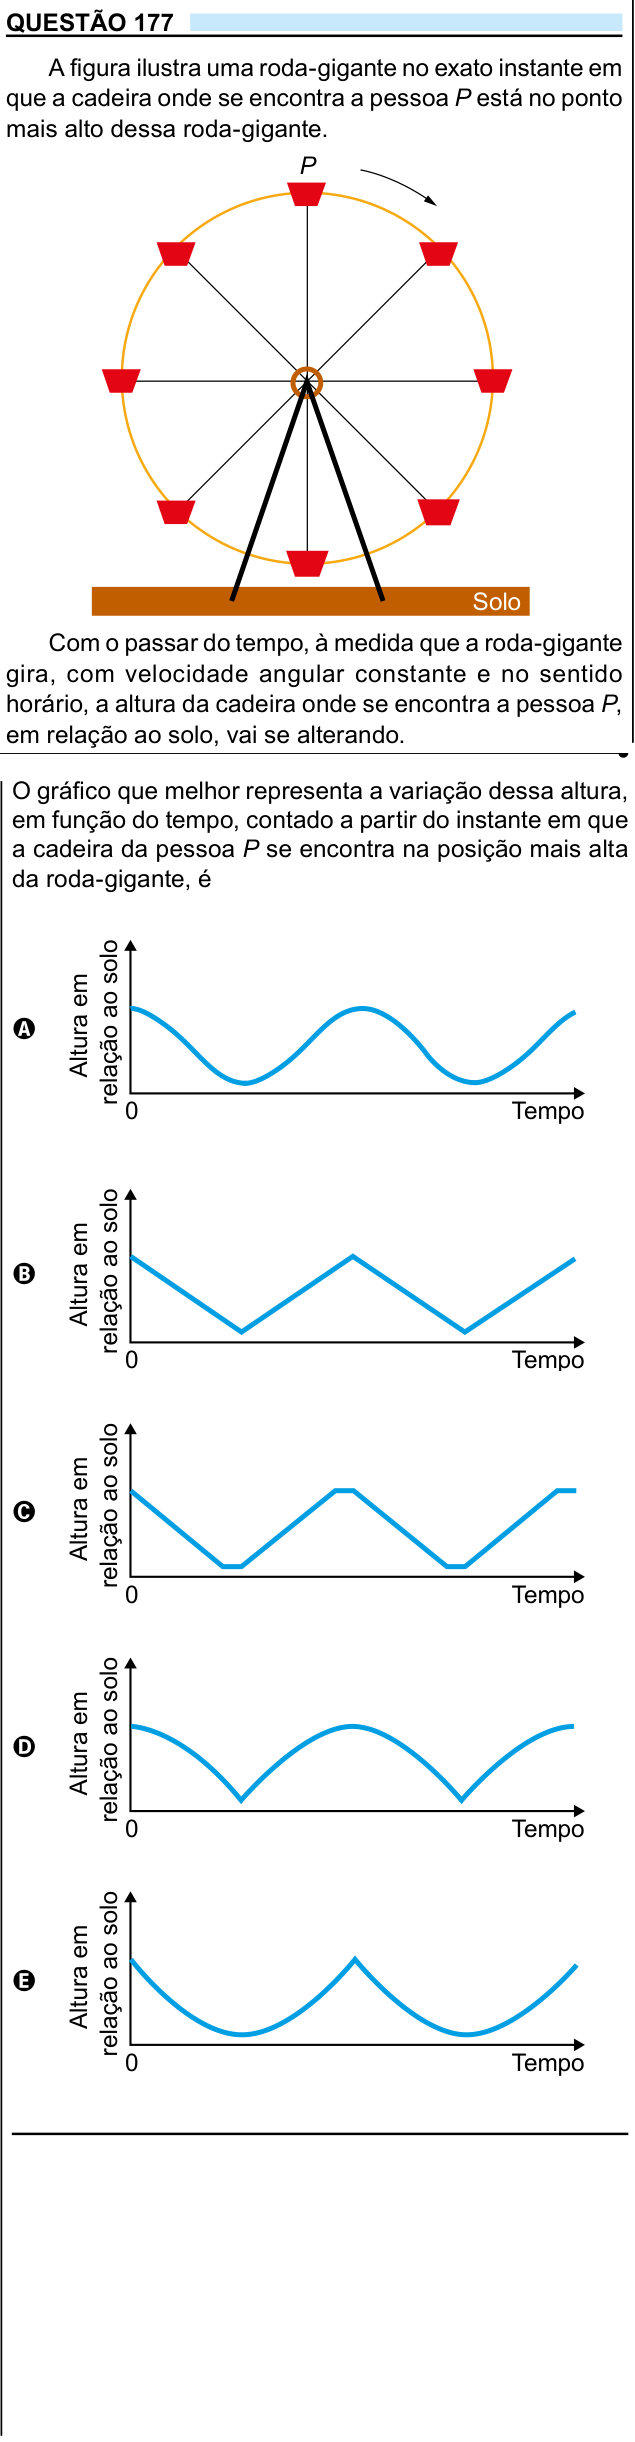 QUESTÃO 177
A figura ilustra uma roda-gigante no exato instante em
que a cadeira onde se encontra a pessoa P está no ponto
mais alto dessa roda-gigante.
P
Solo
Com o passar do tempo, à medida que a roda-gigante
gira, com velocidade angular constante e no sentido
horário, a altura da cadeira onde se encontra a pessoa P,
em relação ao solo, vai se alterando.
O gráfico que melhor representa a variação dessa altura,
em função do tempo, contado a partir do instante em que
a cadeira da pessoa P se encontra na posição mais alta
da roda-gigante, é
A
Altura em
relação ao solo
0
Tempo
B
Altura em
relação ao solo
0
Tempo
C
Altura em
relação ao solo
0
Tempo
D
Altura em
relação ao solo
0
Tempo
E
Altura em
relação ao solo
0
Tempo